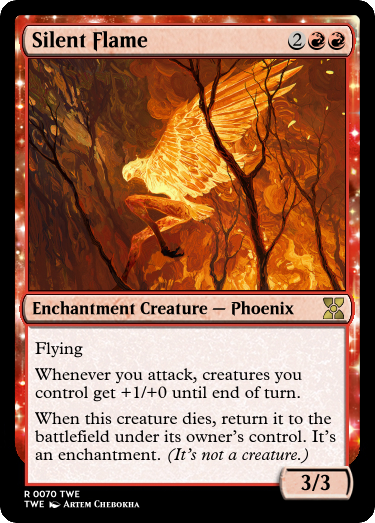 Silent Flame 2
Enchantment Creature — Phoenix
Flying
Whenever you attack, creatures you
control get +1/+0 until end of turn.
When this creature dies, return it to the
battlefield under its owner's control. It's
an enchantment. (It's not a creature.)
3/3
R 0070 TWE
TWE Artem Chebokha